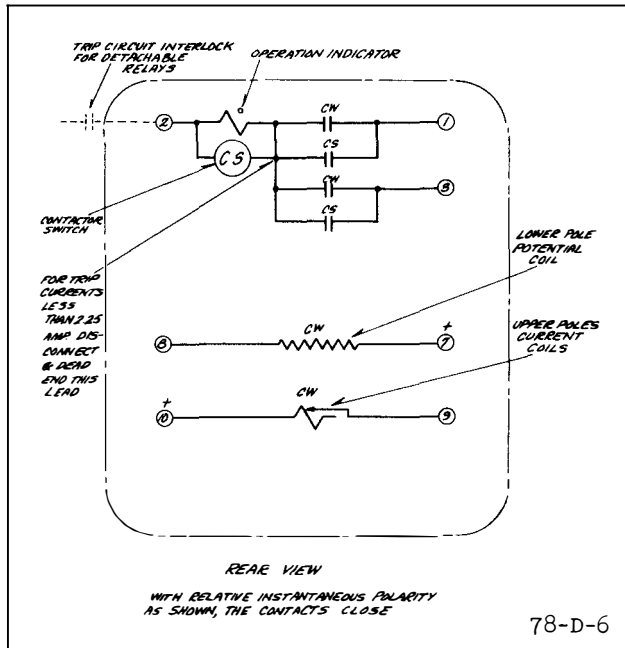 TRIP CIRCUIT INTERLOCK
FOR DETACHABLE
RELAYS
OPERATION INDICATOR
2
CW
1
CS
CS
CW
3
CS
CONTACTOR
SWITCH
FOR TRIP
CURRENTS
LESS
THAN 2.25
AMP DIS-
CONNECT
& DEAD
END THIS
LEAD
LOWER POLE
POTENTIAL
COIL
8
CW
+
7
UPPER POLES
CURRENT
COILS
+
10
CW
9
REAR VIEW
WITH RELATIVE INSTANTANEOUS POLARITY
AS SHOWN, THE CONTACTS CLOSE
78-D-6